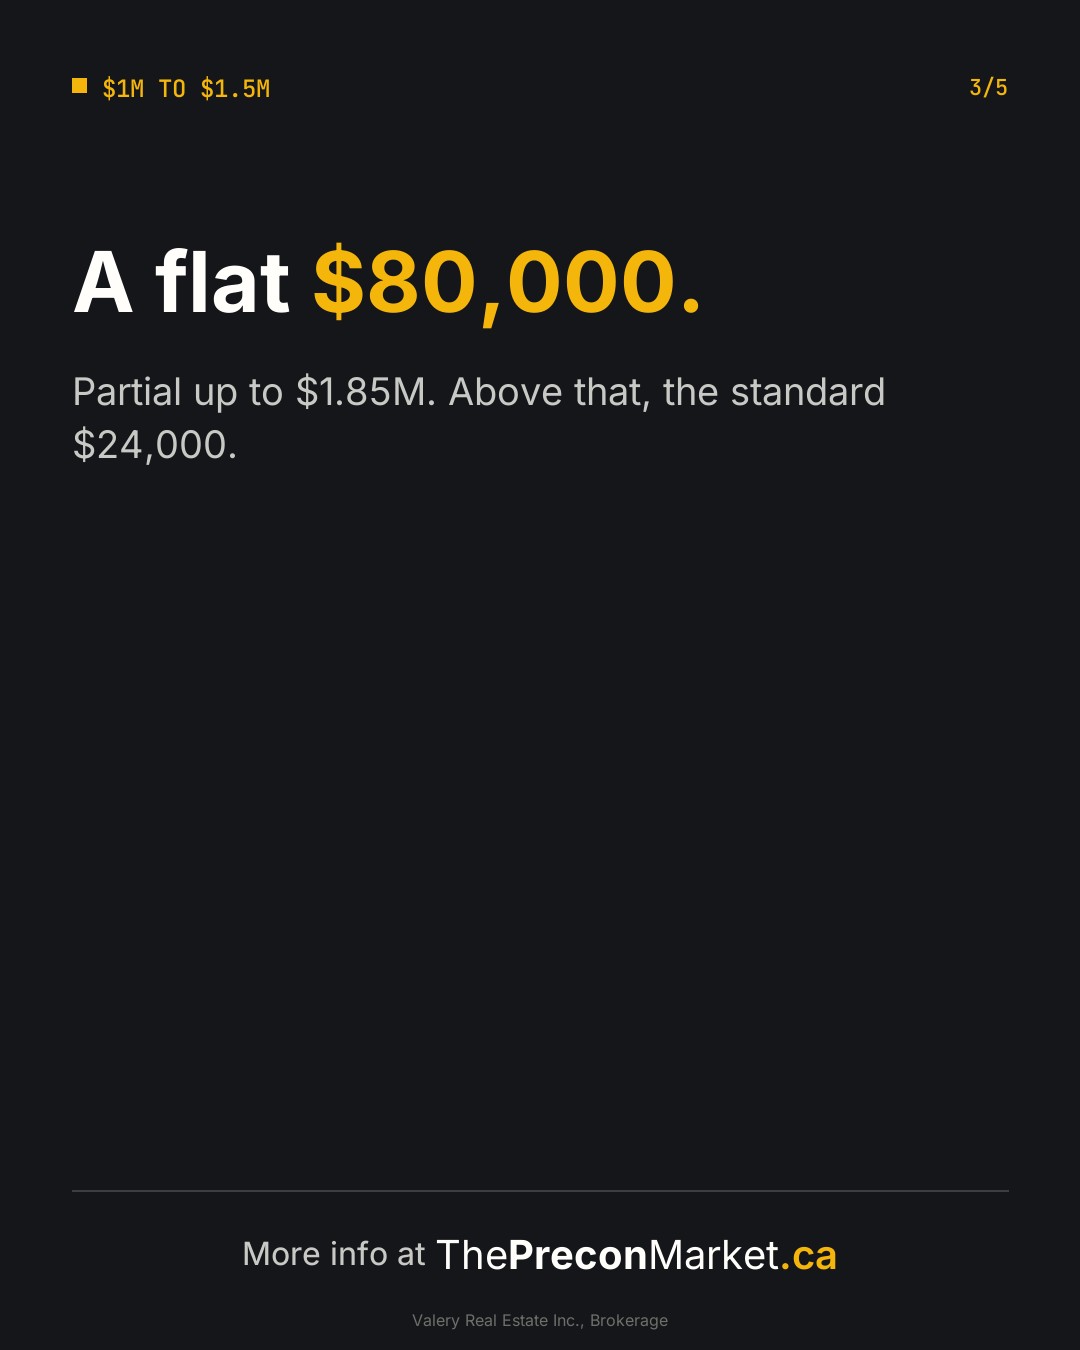 $1M TO $1.5M
3/5
A flat $80,000.
Partial up to $1.85M. Above that, the standard
$24,000.
More info at ThePreconMarket.ca
Valery Real Estate Inc., Brokerage